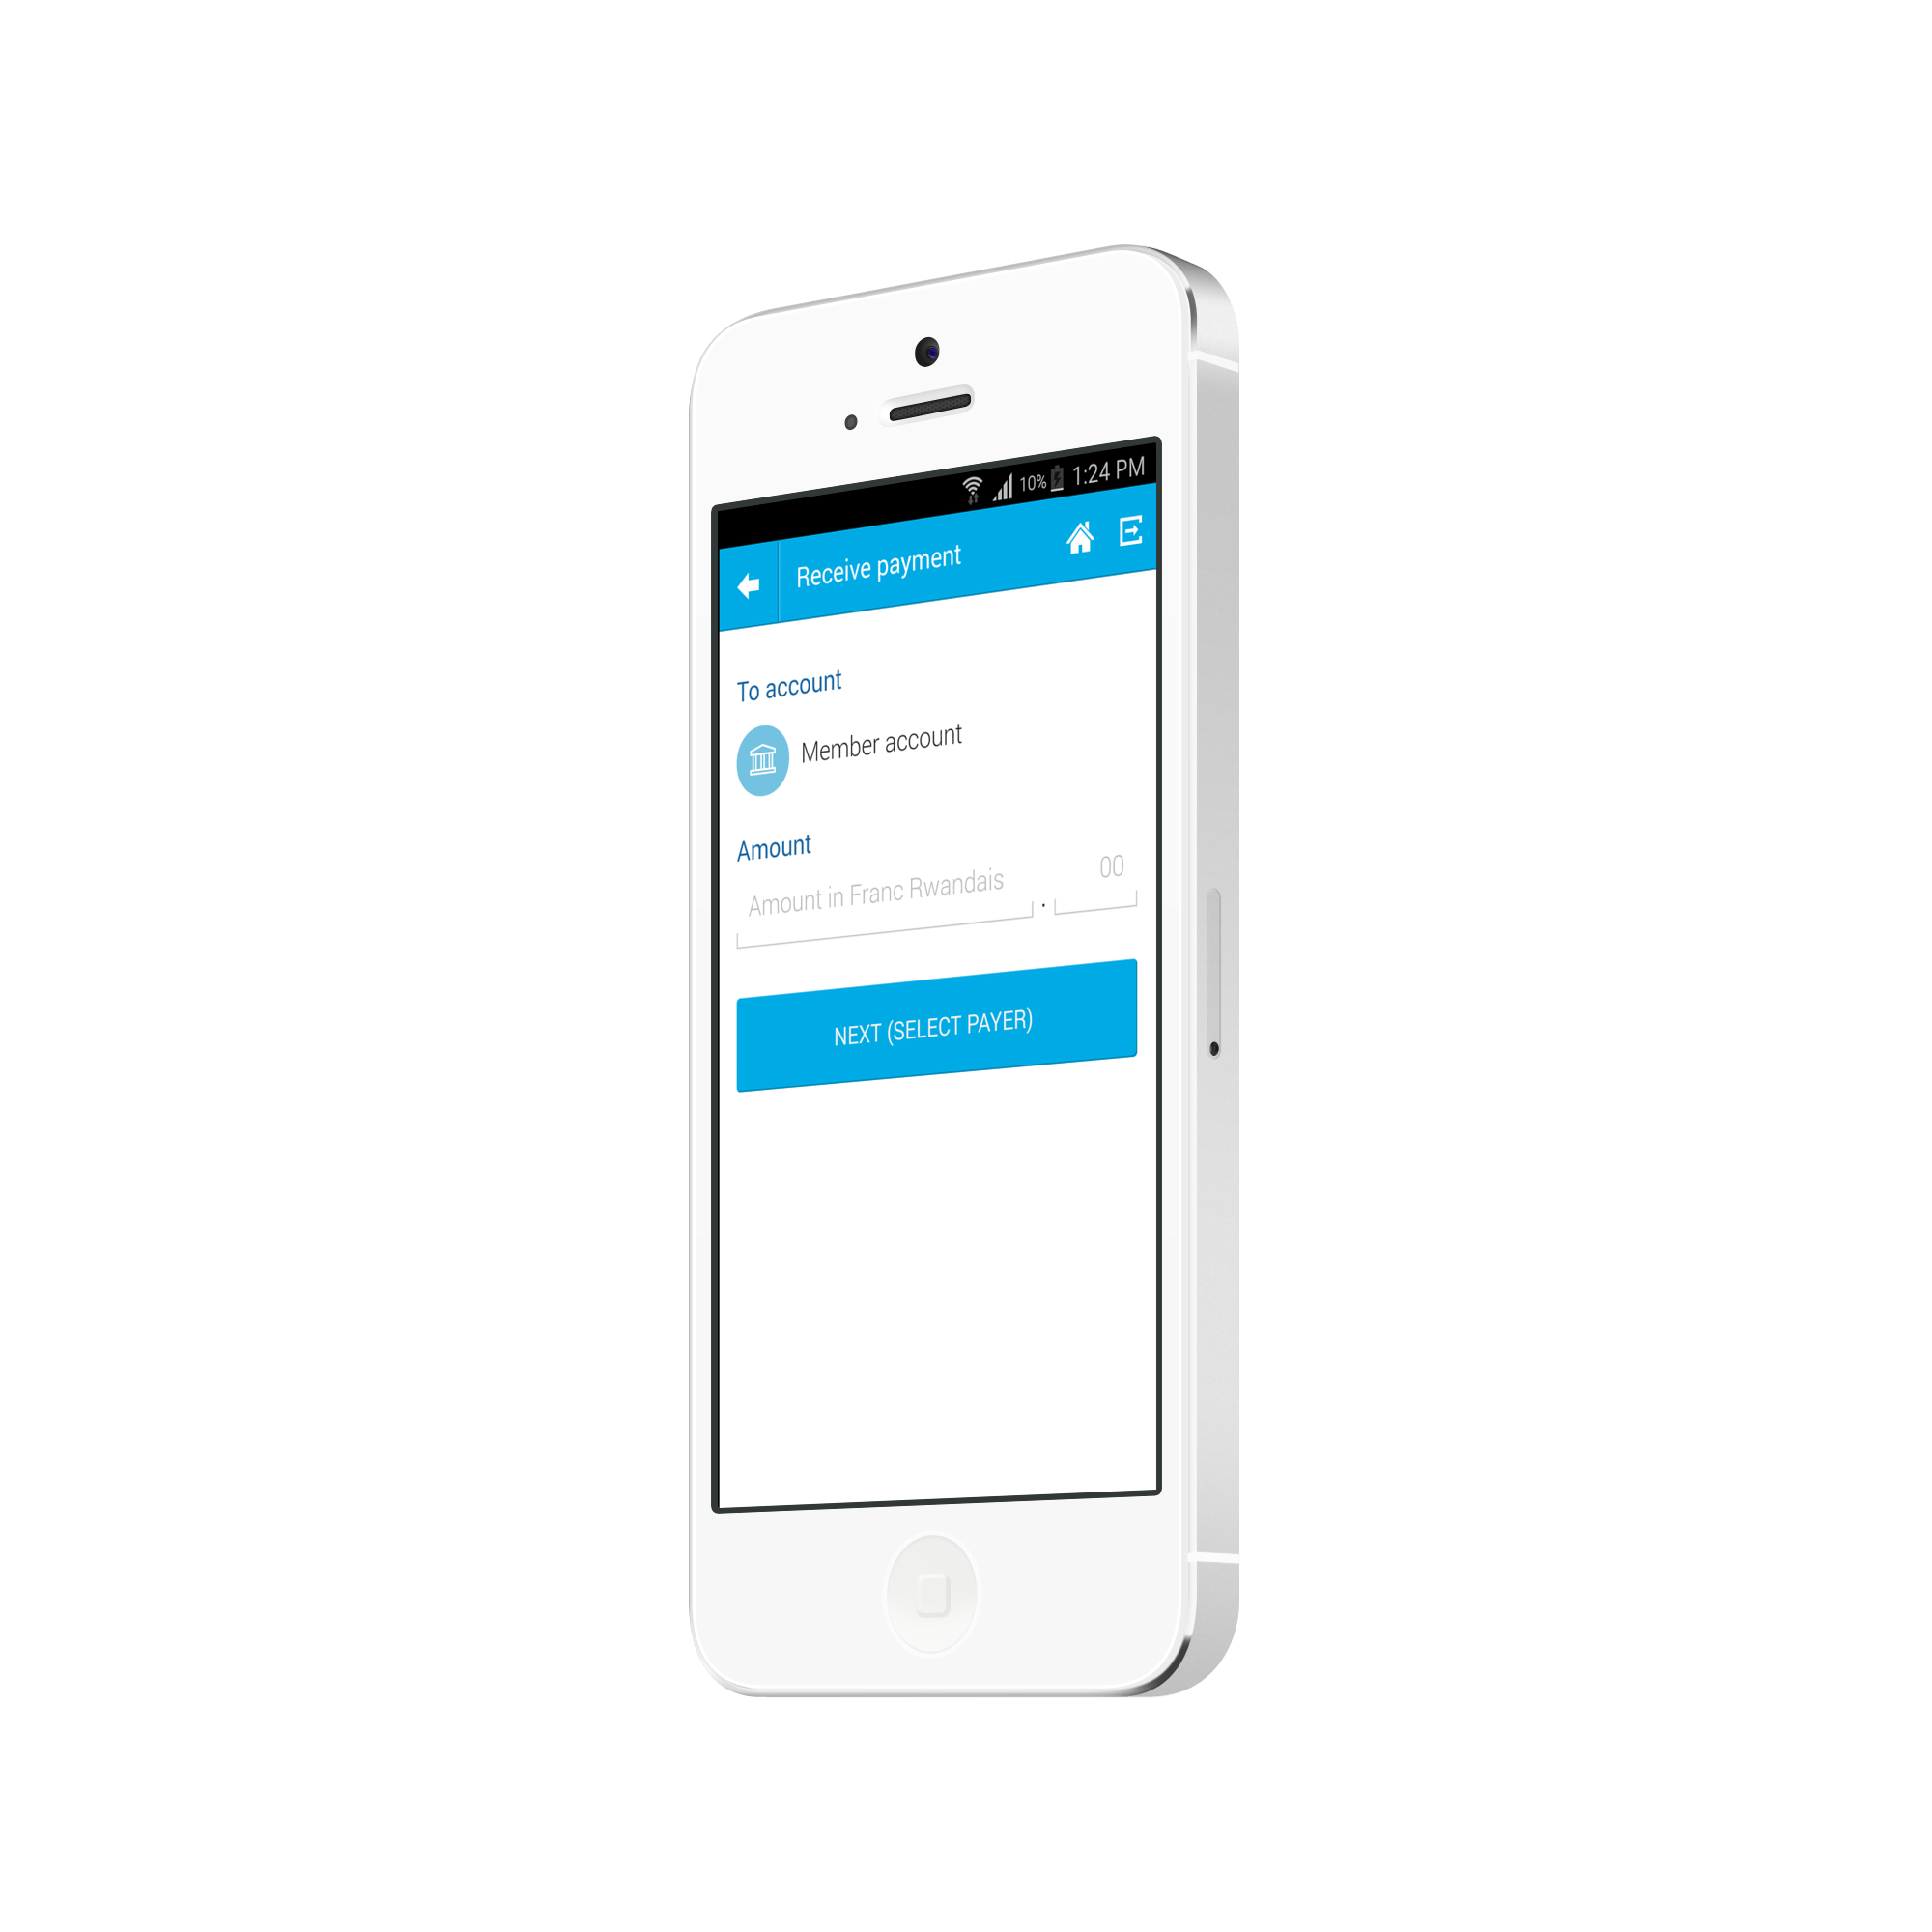 10% 1:24 PM
Receive payment
To account
Member account
Amount
Amount in Franc Rwandais . 00
NEXT (SELECT PAYER)